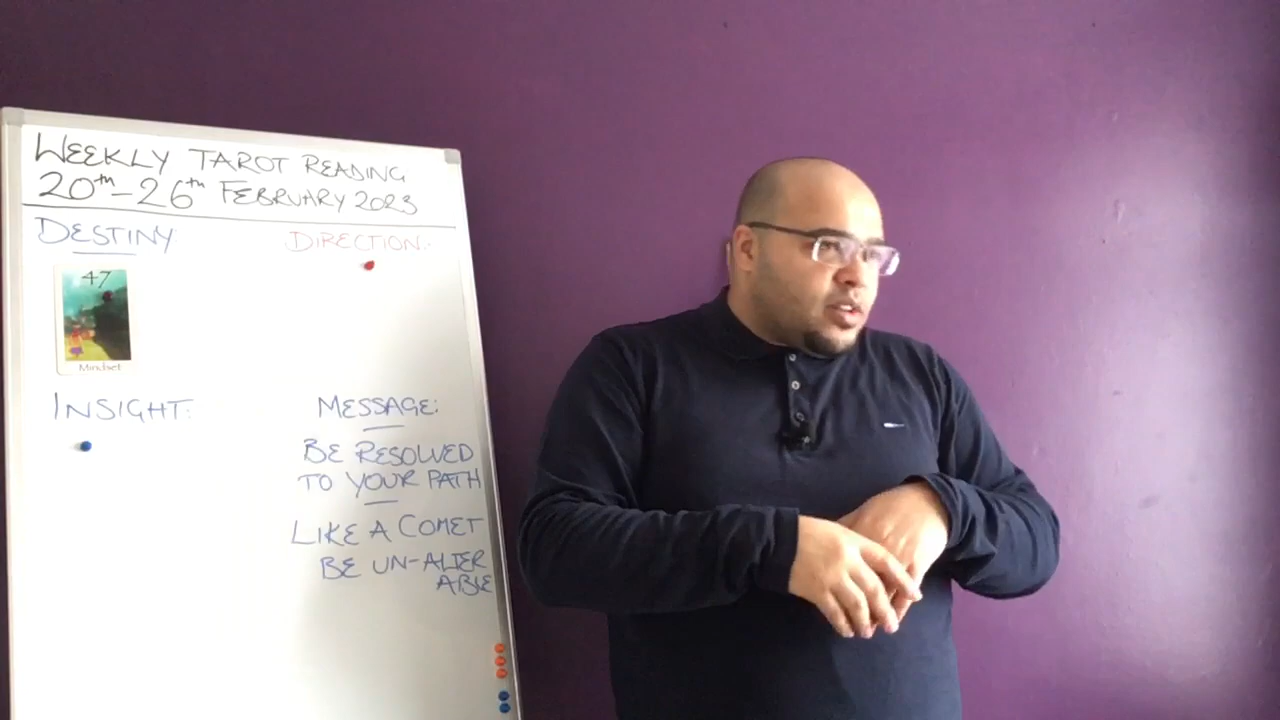 WEEKLY TAROT READING
20th-26th FEBRUARY 2023
DESTINY:
DIRECTION:
47
Mindset
INSIGHT:
MESSAGE:
BE RESOLVED
TO YOUR PATH
LIKE A COMET
BE UN-ALTER
ABLE